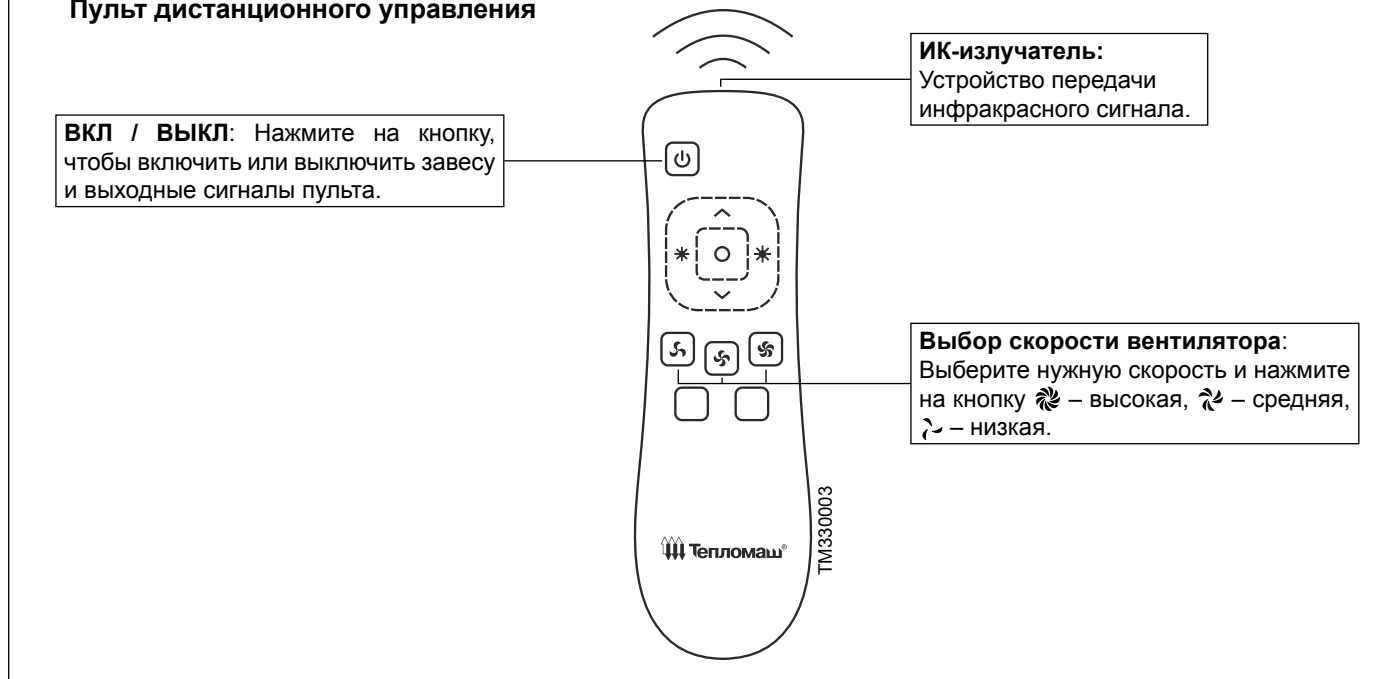 Пульт дистанционного управления
ИК-излучатель:
Устройство передачи
инфракрасного сигнала.
ВКЛ / ВЫКЛ: Нажмите на кнопку,
чтобы включить или выключить завесу
и выходные сигналы пульта.
Выбор скорости вентилятора:
Выберите нужную скорость и нажмите
на кнопку – высокая, – средняя,
– низкая.
TM330003
Тепломаш®